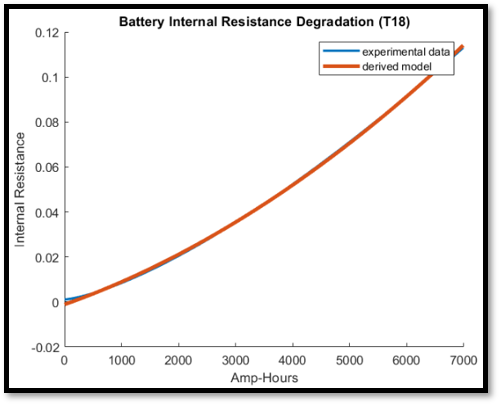 Battery Internal Resistance Degradation (T18)
0.12
experimental data
derived model
0.1
0.08
0.06
0.04
0.02
0
-0.02
Internal Resistance
0 1000 2000 3000 4000 5000 6000 7000
Amp-Hours